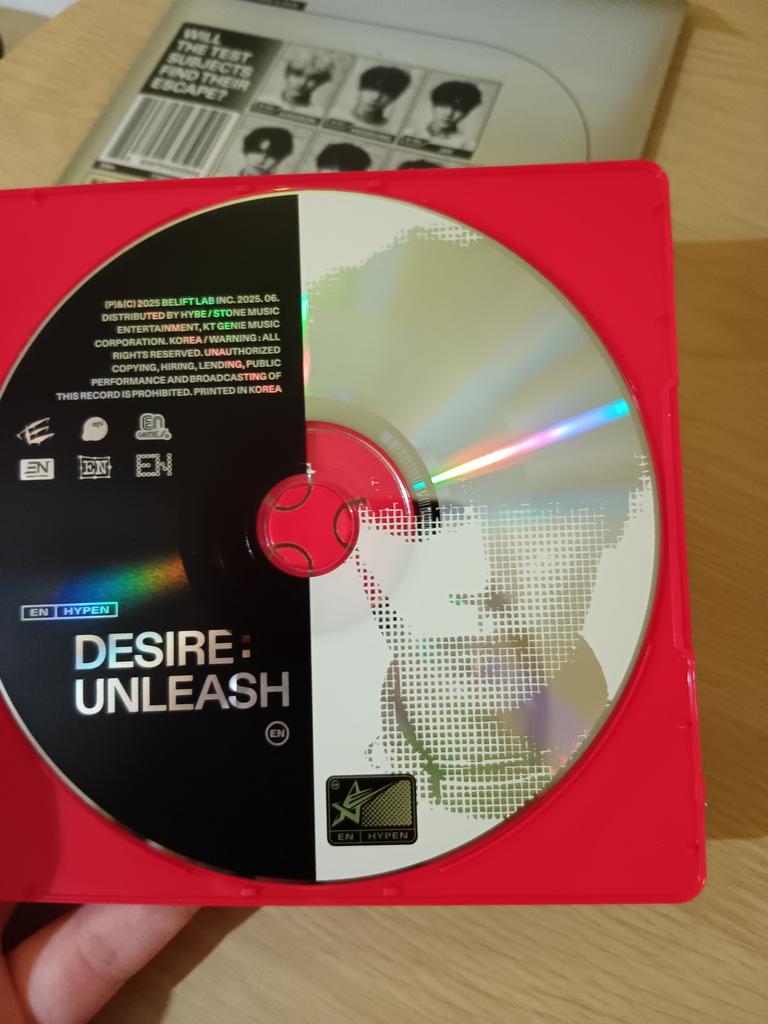 WILL
THE TEST
SUBJECTS
FIND THEIR
ESCAPE?
(P)&(C) 2025 BELIFT LAB INC. 2025. 06.
DISTRIBUTED BY HYBE / STONE MUSIC
ENTERTAINMENT, KT GENIE MUSIC
CORPORATION. KOREA / WARNING : ALL
RIGHTS RESERVED. UNAUTHORIZED
COPYING, HIRING, LENDING, PUBLIC
PERFORMANCE AND BROADCASTING OF
THIS RECORD IS PROHIBITED. PRINTED IN KOREA
EN GAMES
EN EN EN
EN HYPEN
DESIRE :
UNLEASH
EN
EN HYPEN